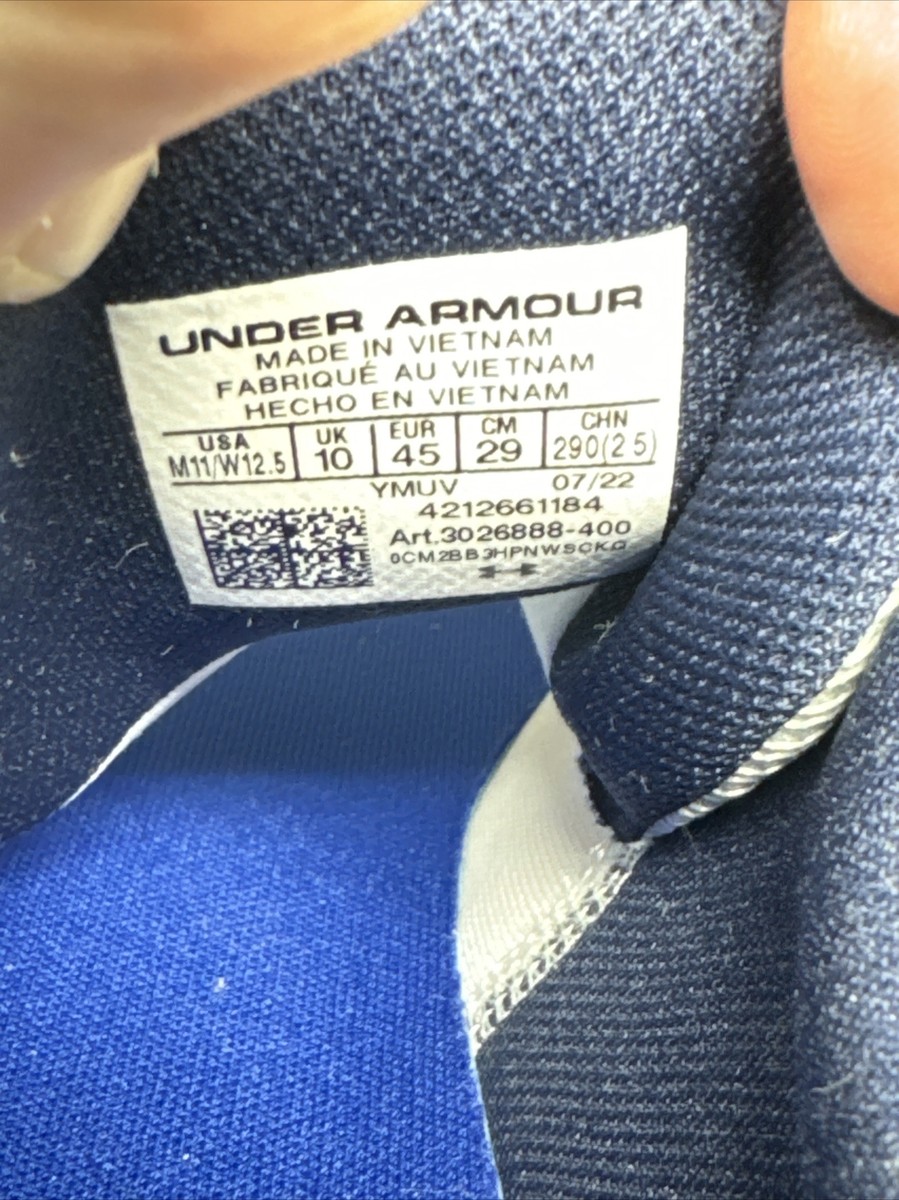 UNDER ARMOUR
MADE IN VIETNAM
FABRIQUÉ AU VIETNAM
HECHO EN VIETNAM
USA UK EUR CM CHN
M11/W12.5 10 45 29 290(2 5)
YMUV 07/22
4212661184
Art.3026888-400
0CM2BB3HPNWSCKQ